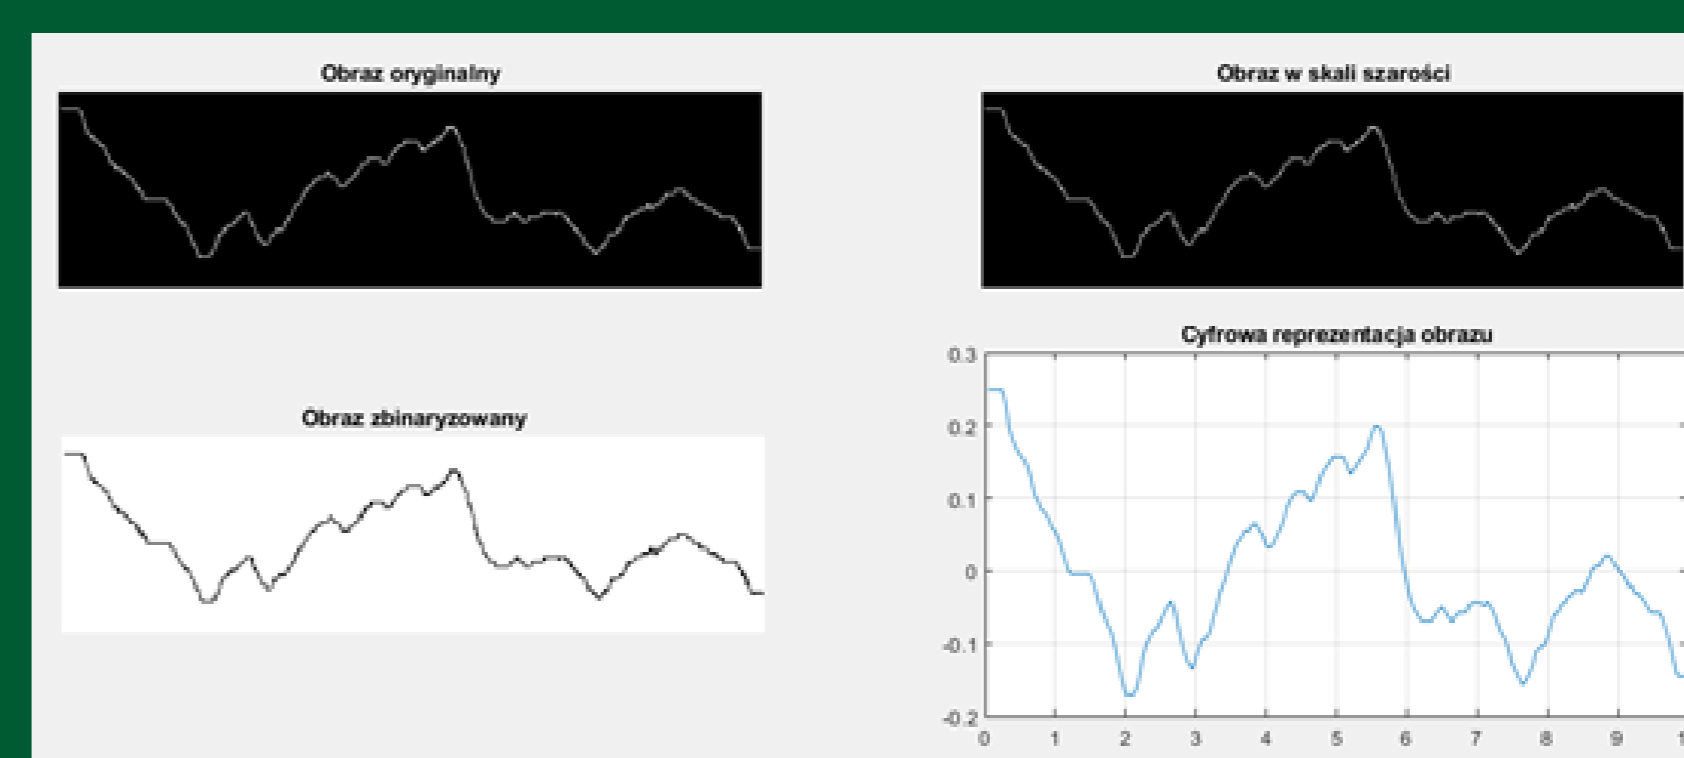 Obraz oryginalny
Obraz w skali szarości
Cyfrowa reprezentacja obrazu
0.3
0.2
0.1
0
-0.1
-0.2
0 1 2 3 4 5 6 7 8 9 1
Obraz zbinaryzowany